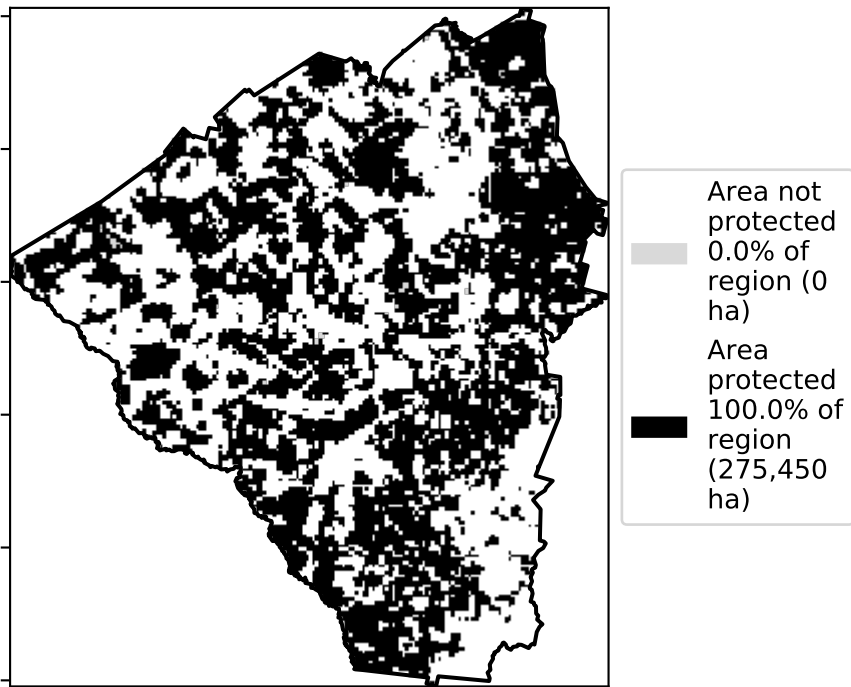 Area not
protected
0.0% of
region (0
ha)
Area
protected
100.0% of
region
(275,450
ha)